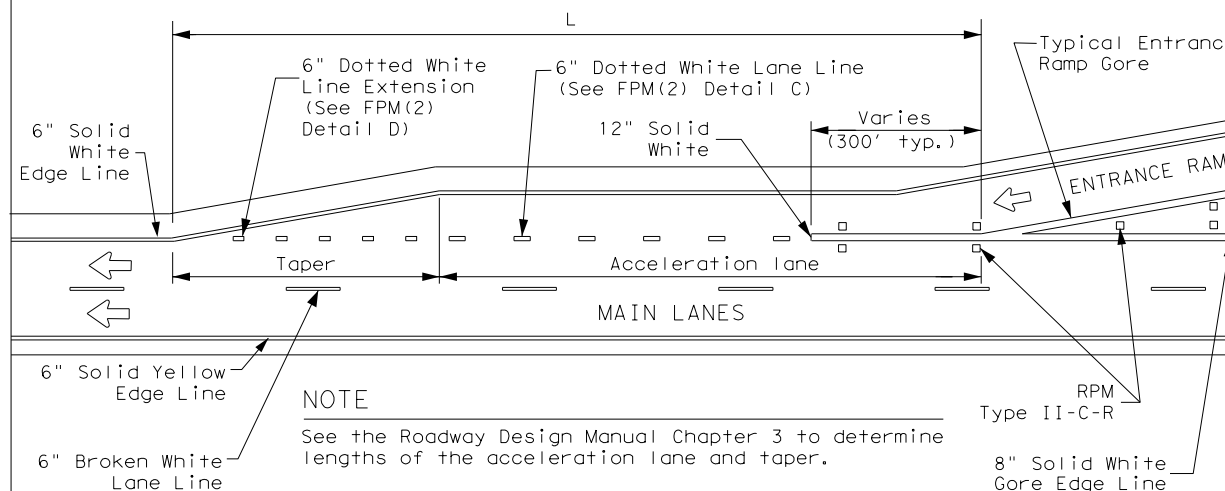 L
Typical Entranc
Ramp Gore
6" Dotted White
Line Extension
(See FPM(2)
Detail D)
6" Dotted White Lane Line
(See FPM(2) Detail C)
Varies
(300' typ.)
12" Solid
White
6" Solid
White
Edge Line
ENTRANCE RAM
Taper
Acceleration lane
MAIN LANES
6" Solid Yellow
Edge Line
NOTE
See the Roadway Design Manual Chapter 3 to determine
lengths of the acceleration lane and taper.
RPM
Type II-C-R
6" Broken White
Lane Line
8" Solid White
Gore Edge Line